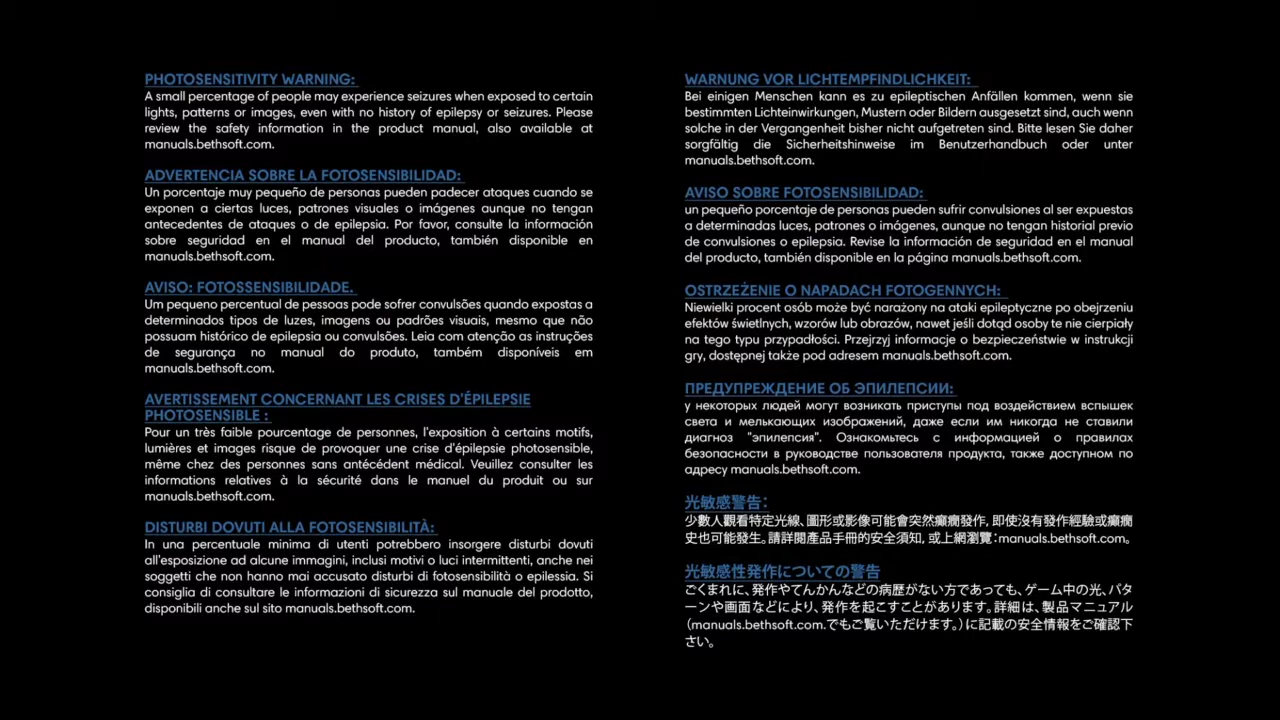 PHOTOSENSITIVITY WARNING:
A small percentage of people may experience seizures when exposed to certain
lights, patterns or images, even with no history of epilepsy or seizures. Please
review the safety information in the product manual, also available at
manuals.bethsoft.com.
ADVERTENCIA SOBRE LA FOTOSENSIBILIDAD:
Un porcentaje muy pequeño de personas pueden padecer ataques cuando se
exponen a ciertas luces, patrones visuales o imágenes aunque no tengan
antecedentes de ataques o de epilepsia. Por favor, consulte la información
sobre seguridad en el manual del producto, también disponible en
manuals.bethsoft.com.
AVISO: FOTOSSENSIBILIDADE.
Um pequeno percentual de pessoas pode sofrer convulsões quando expostas a
determinados tipos de luzes, imagens ou padrões visuais, mesmo que não
possuam histórico de epilepsia ou convulsões. Leia com atenção as instruções
de segurança no manual do produto, também disponíveis em
manuals.bethsoft.com.
AVERTISSEMENT CONCERNANT LES CRISES D'ÉPILEPSIE
PHOTOSENSIBLE :
Pour un très faible pourcentage de personnes, l'exposition à certains motifs,
lumières et images risque de provoquer une crise d'épilepsie photosensible,
même chez des personnes sans antécédent médical. Veuillez consulter les
informations relatives à la sécurité dans le manuel du produit ou sur
manuals.bethsoft.com.
DISTURBI DOVUTI ALLA FOTOSENSIBILITÀ:
In una percentuale minima di utenti potrebbero insorgere disturbi dovuti
all'esposizione ad alcune immagini, inclusi motivi o luci intermittenti, anche nei
soggetti che non hanno mai accusato disturbi di fotosensibilità o epilessia. Si
consiglia di consultare le informazioni di sicurezza sul manuale del prodotto,
disponibili anche sul sito manuals.bethsoft.com.
WARNUNG VOR LICHTEMPFINDLICHKEIT:
Bei einigen Menschen kann es zu epileptischen Anfällen kommen, wenn sie
bestimmten Lichteinwirkungen, Mustern oder Bildern ausgesetzt sind, auch wenn
solche in der Vergangenheit bisher nicht aufgetreten sind. Bitte lesen Sie daher
sorgfältig die Sicherheitshinweise im Benutzerhandbuch oder unter
manuals.bethsoft.com.
AVISO SOBRE FOTOSENSIBILIDAD:
un pequeño porcentaje de personas pueden sufrir convulsiones al ser expuestas
a determinadas luces, patrones o imágenes, aunque no tengan historial previo
de convulsiones o epilepsia. Revise la información de seguridad en el manual
del producto, también disponible en la página manuals.bethsoft.com.
OSTRZEŻENIE O NAPADACH FOTOGENNYCH:
Niewielki procent osób może być narażony na ataki epileptyczne po obejrzeniu
efektów świetlnych, wzorów lub obrazów, nawet jeśli dotąd osoby te nie cierpiały
na tego typu przypadłości. Przejrzyj informacje o bezpieczeństwie w instrukcji
gry, dostępnej także pod adresem manuals.bethsoft.com.
ПРЕДУПРЕЖДЕНИЕ ОБ ЭПИЛЕПСИИ:
у некоторых людей могут возникать приступы под воздействием вспышек
света и мелькающих изображений, даже если им никогда не ставили
диагноз "эпилепсия". Ознакомьтесь с информацией о правилах
безопасности в руководстве пользователя продукта, также доступном по
адресу manuals.bethsoft.com.
光敏感警告：
少數人觀看特定光線、圖形或影像可能會突然癲癇發作, 即使沒有發作經驗或癲癇
史也可能發生。請詳閱產品手冊的安全須知, 或上網瀏覽：manuals.bethsoft.com。
光敏感性発作についての警告
ごくまれに、発作やてんかんなどの病歴がない方であっても、ゲーム中の光、パタ
ーンや画面などにより、発作を起こすことがあります。詳細は、製品マニュアル
（manuals.bethsoft.com.でもご覧いただけます。）に記載の安全情報をご確認下
さい。